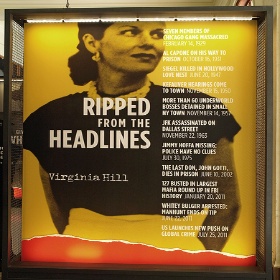 SEVEN MEMBERS OF
CHICAGO GANG MASSACRED
FEBRUARY 14, 1929
AL CAPONE ON HIS WAY TO
PRISON OCTOBER 18, 1931
SIEGEL KILLED IN HOLLYWOOD
LOVE NEST JUNE 20, 1947
KEFAUVER HEARINGS COME
TO TOWN NOVEMBER 15, 1950
MORE THAN 60 UNDERWORLD
BOSSES DETAINED IN SMALL
NY TOWN NOVEMBER 14, 1957
JFK ASSASSINATED ON
DALLAS STREET
NOVEMBER 22, 1963
JIMMY HOFFA MISSING;
POLICE HAVE NO CLUES
JULY 30, 1975
THE LAST DON, JOHN GOTTI,
DIES IN PRISON JUNE 10, 2002
127 BUSTED IN LARGEST
MAFIA ROUND UP IN FBI
HISTORY JANUARY 20, 2011
WHITEY BULGER ARRESTED;
MANHUNT ENDS ON TIP
JUNE 22, 2011
US LAUNCHES NEW PUSH ON
GLOBAL CRIME JULY 25, 2011
RIPPED
FROM THE
HEADLINES
Virginia Hill